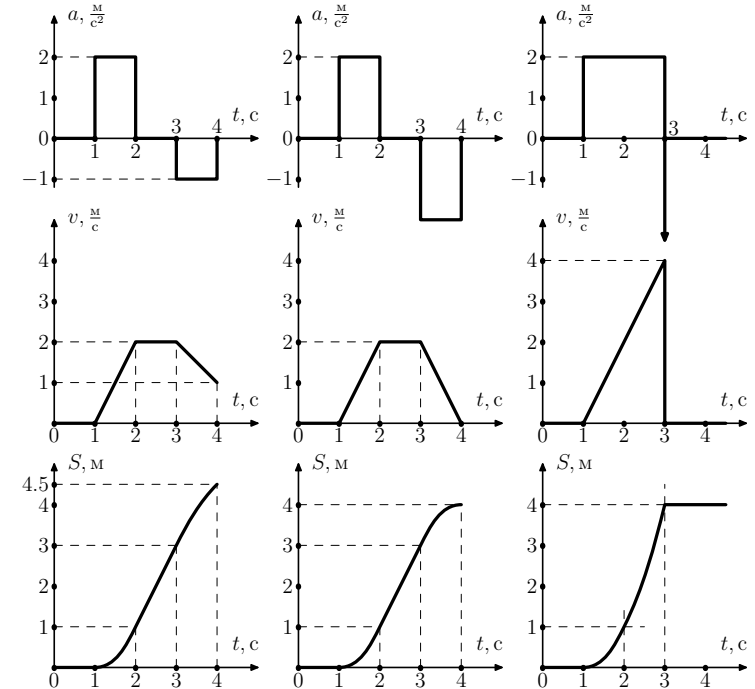 a, м/с² a, м/с² a, м/с²
2 2 2
1 1 1
t, с t, с t, с
3 4 3 4 3
0 0 0
1 2 1 2 1 2 4
−1 −1 −1
v, м/с v, м/с v, м/с
4 4 4
3 3 3
2 2 2
1 1 1
t, с t, с t, с
0 1 2 3 4 0 1 2 3 4 0 1 2 3 4
S, м S, м S, м
4.5
4 4 4
3 3 3
2 2 2
1 1 1
t, с t, с t, с
0 1 2 3 4 0 1 2 3 4 0 1 2 3 4